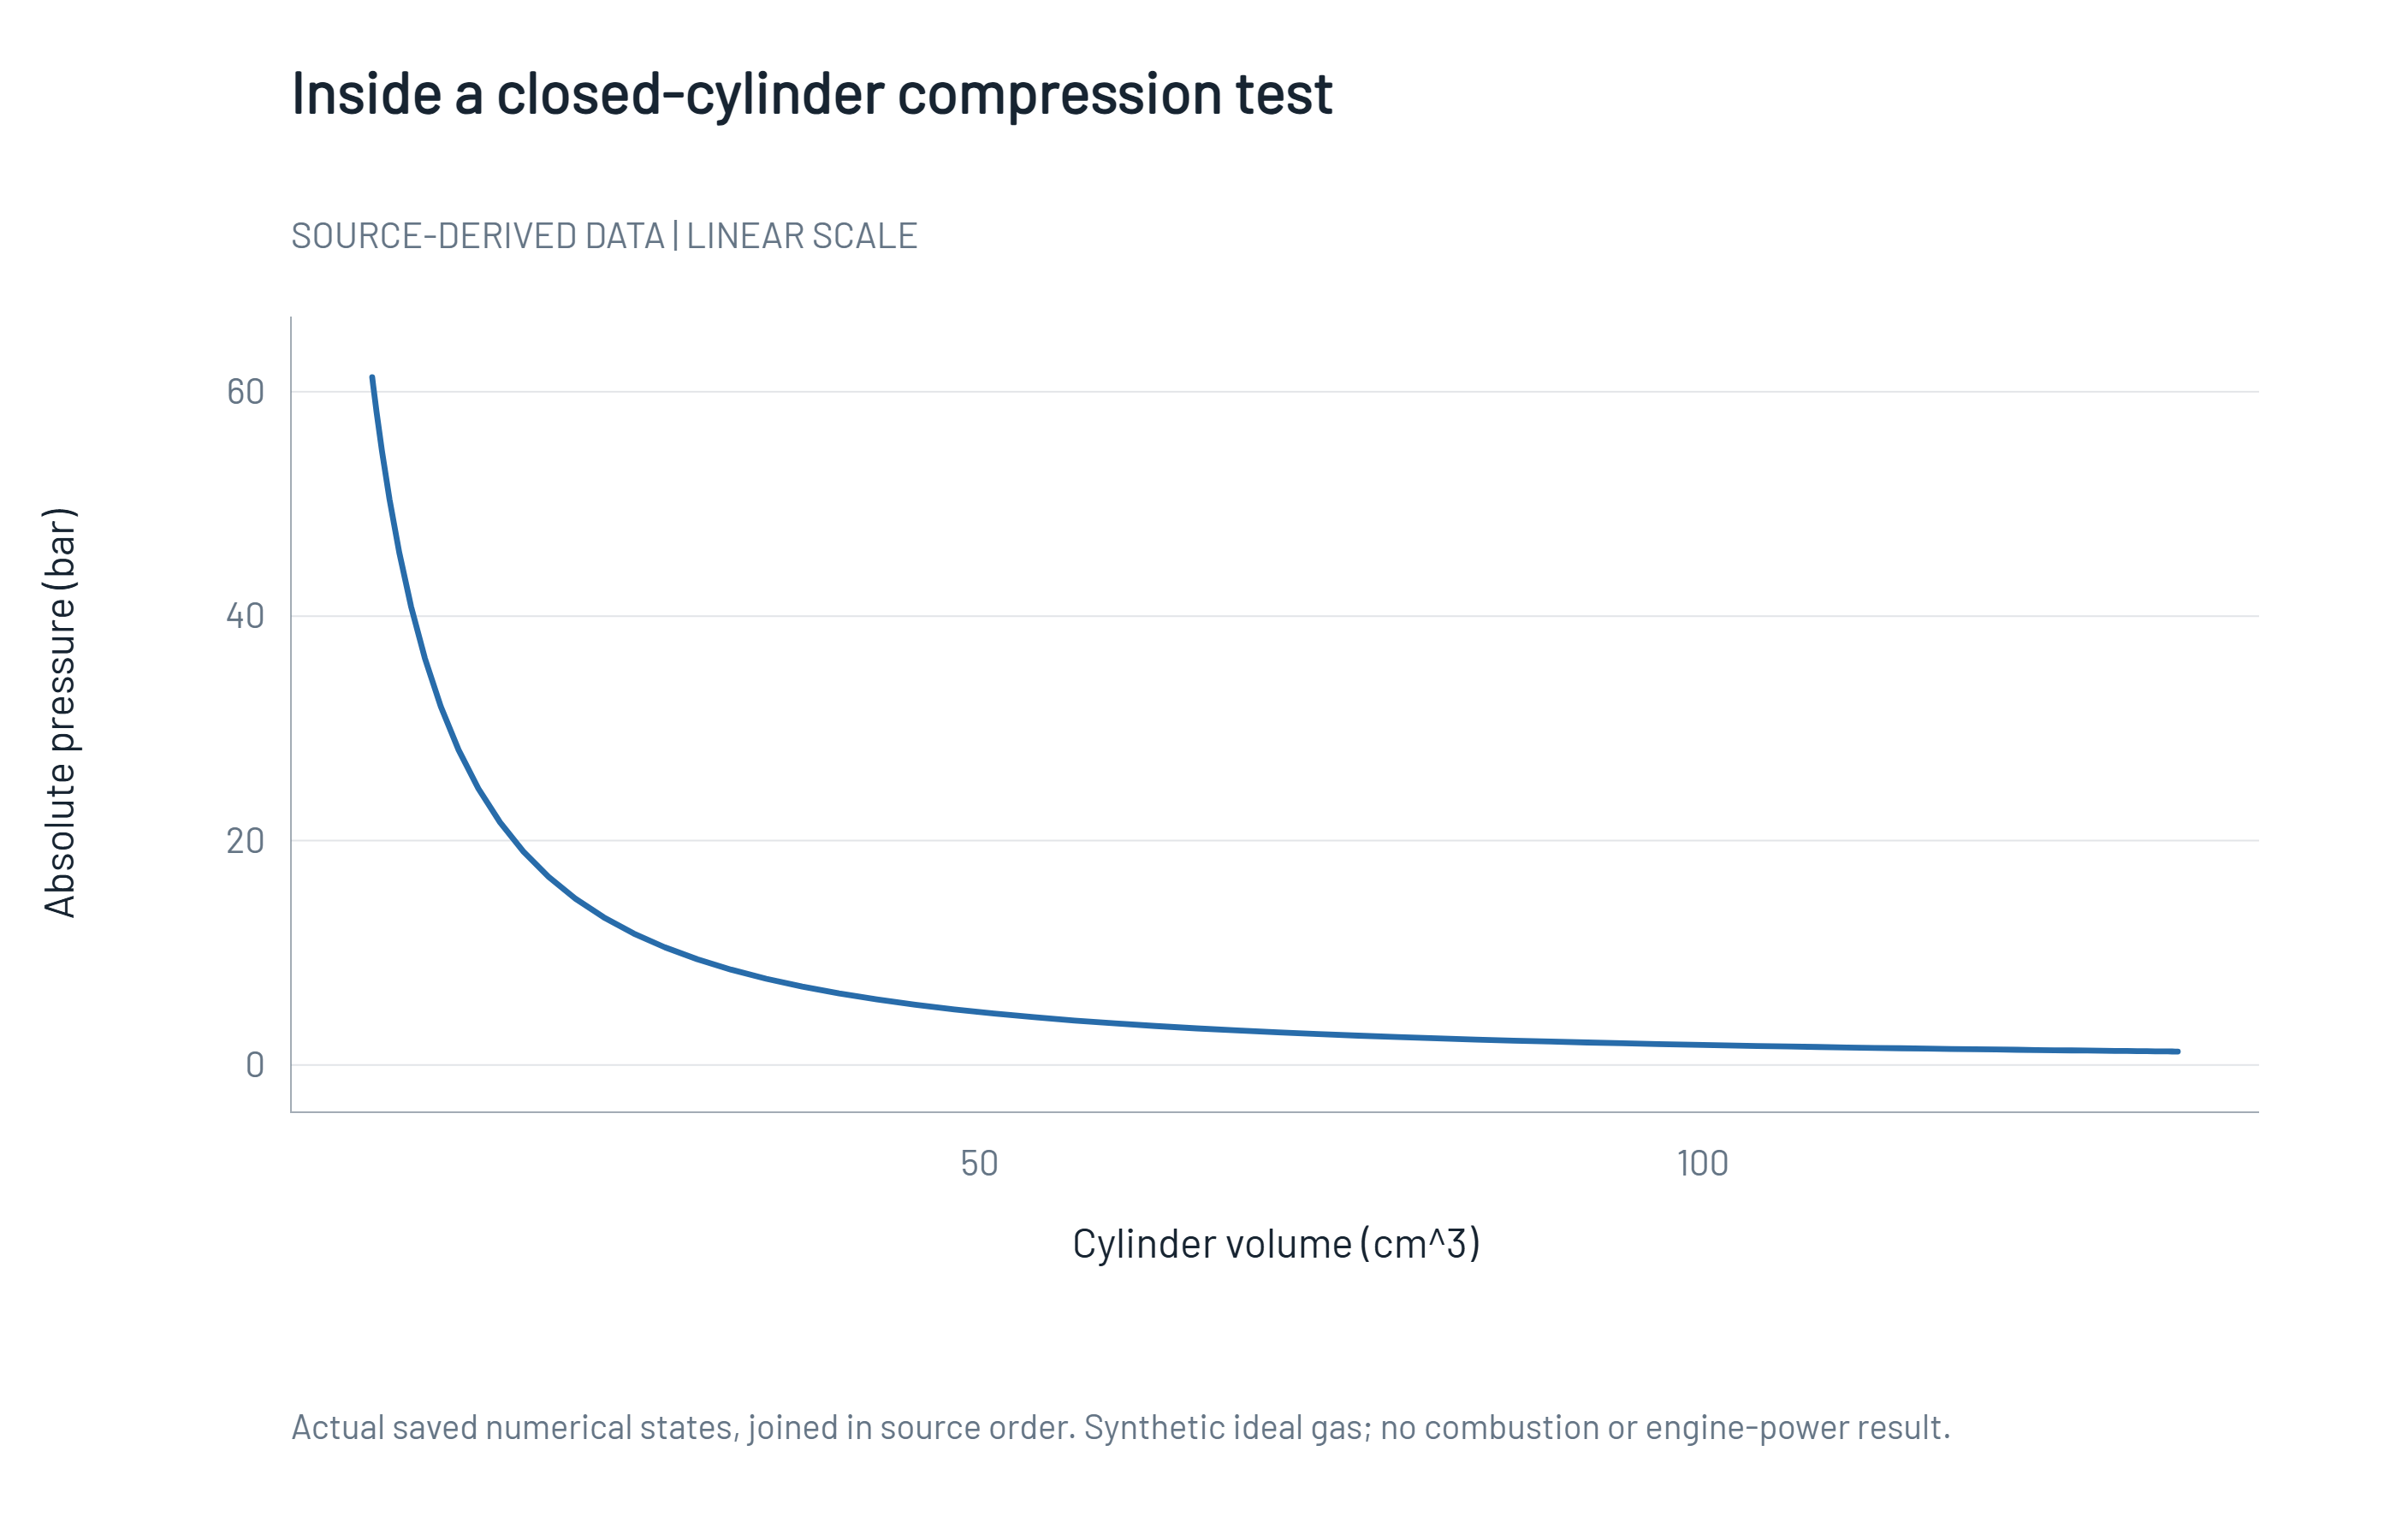 Inside a closed-cylinder compression test
SOURCE-DERIVED DATA | LINEAR SCALE
Absolute pressure (bar)
60
40
20
0
50
100
Cylinder volume (cm^3)
Actual saved numerical states, joined in source order. Synthetic ideal gas; no combustion or engine-power result.